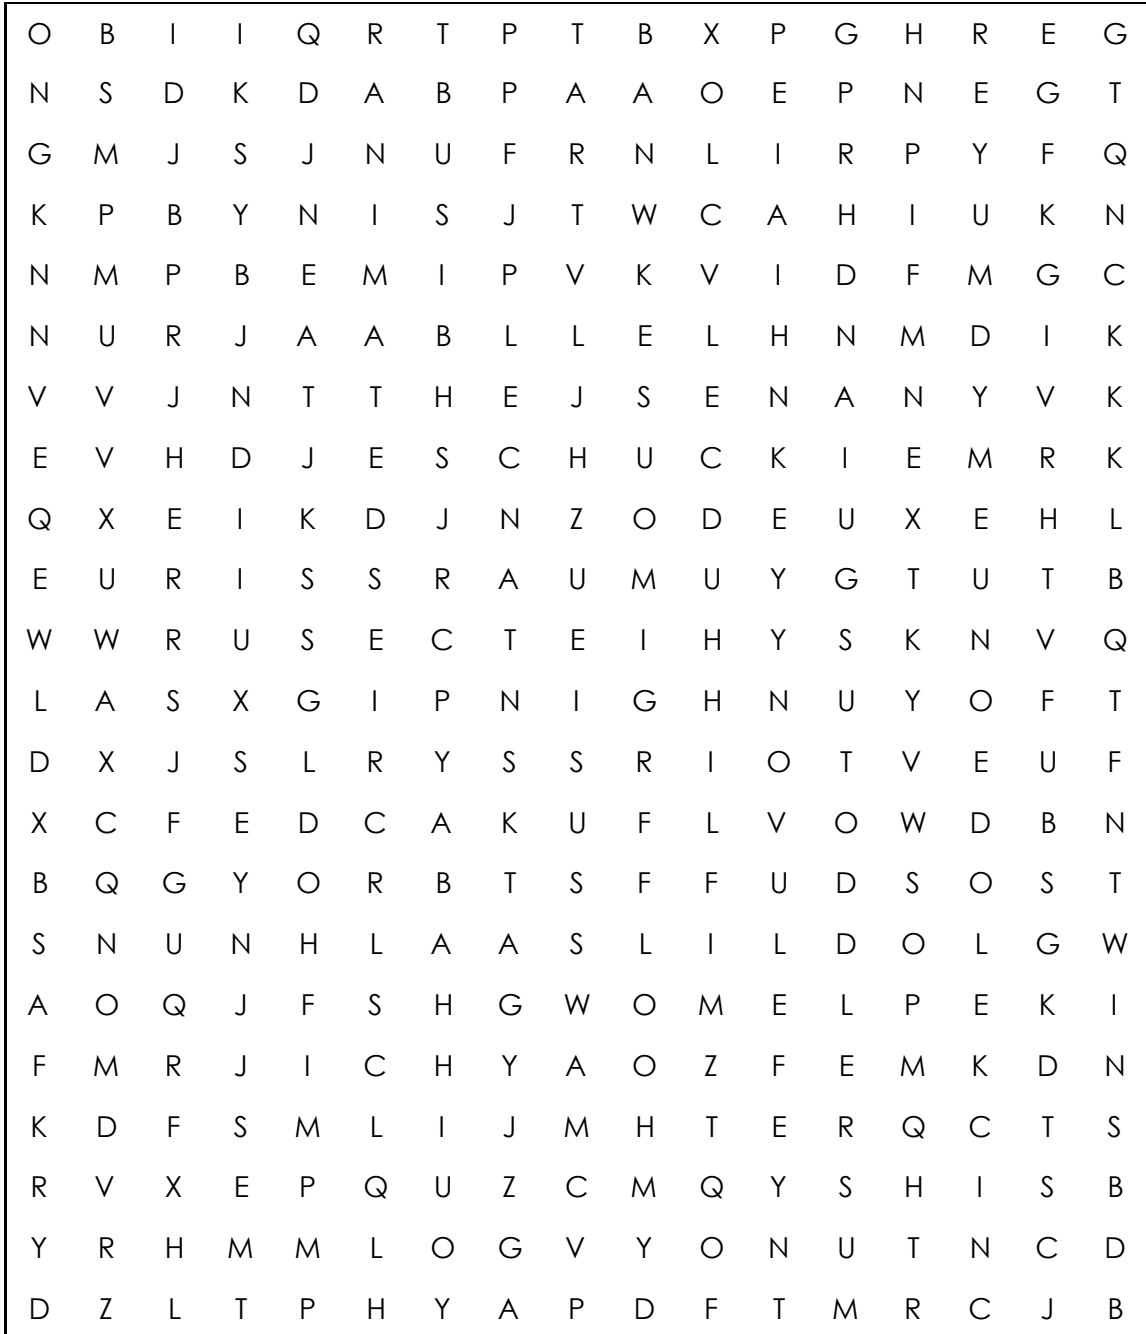 O B I I Q R T P T B X P G H R E G
N S D K D A B P A A O E P N E G T
G M J S J N U F R N L I R P Y F Q
K P B Y N I S J T W C A H I U K N
N M P B E M I P V K V I D F M G C
N U R J A A B L L E L H N M D I K
V V J N T T H E J S E N A N Y V K
E V H D J E S C H U C K I E M R K
Q X E I K D J N Z O D E U X E H L
E U R I S S R A U M U Y G T U T B
W W R U S E C T E I H Y S K N V Q
L A S X G I P N I G H N U Y O F T
D X J S L R Y S S R I O T V E U F
X C F E D C A K U F L V O W D B N
B Q G Y O R B T S F F U D S O S T
S N U N H L A A S L I L D O L G W
A O Q J F S H G W O M E L P E K I
F M R J I C H Y A O Z F E M K D N
K D F S M L I J M H T E R Q C T S
R V X E P Q U Z C M Q Y S H I S B
Y R H M M L O G V Y O N U T N C D
D Z L T P H Y A P D F T M R C J B